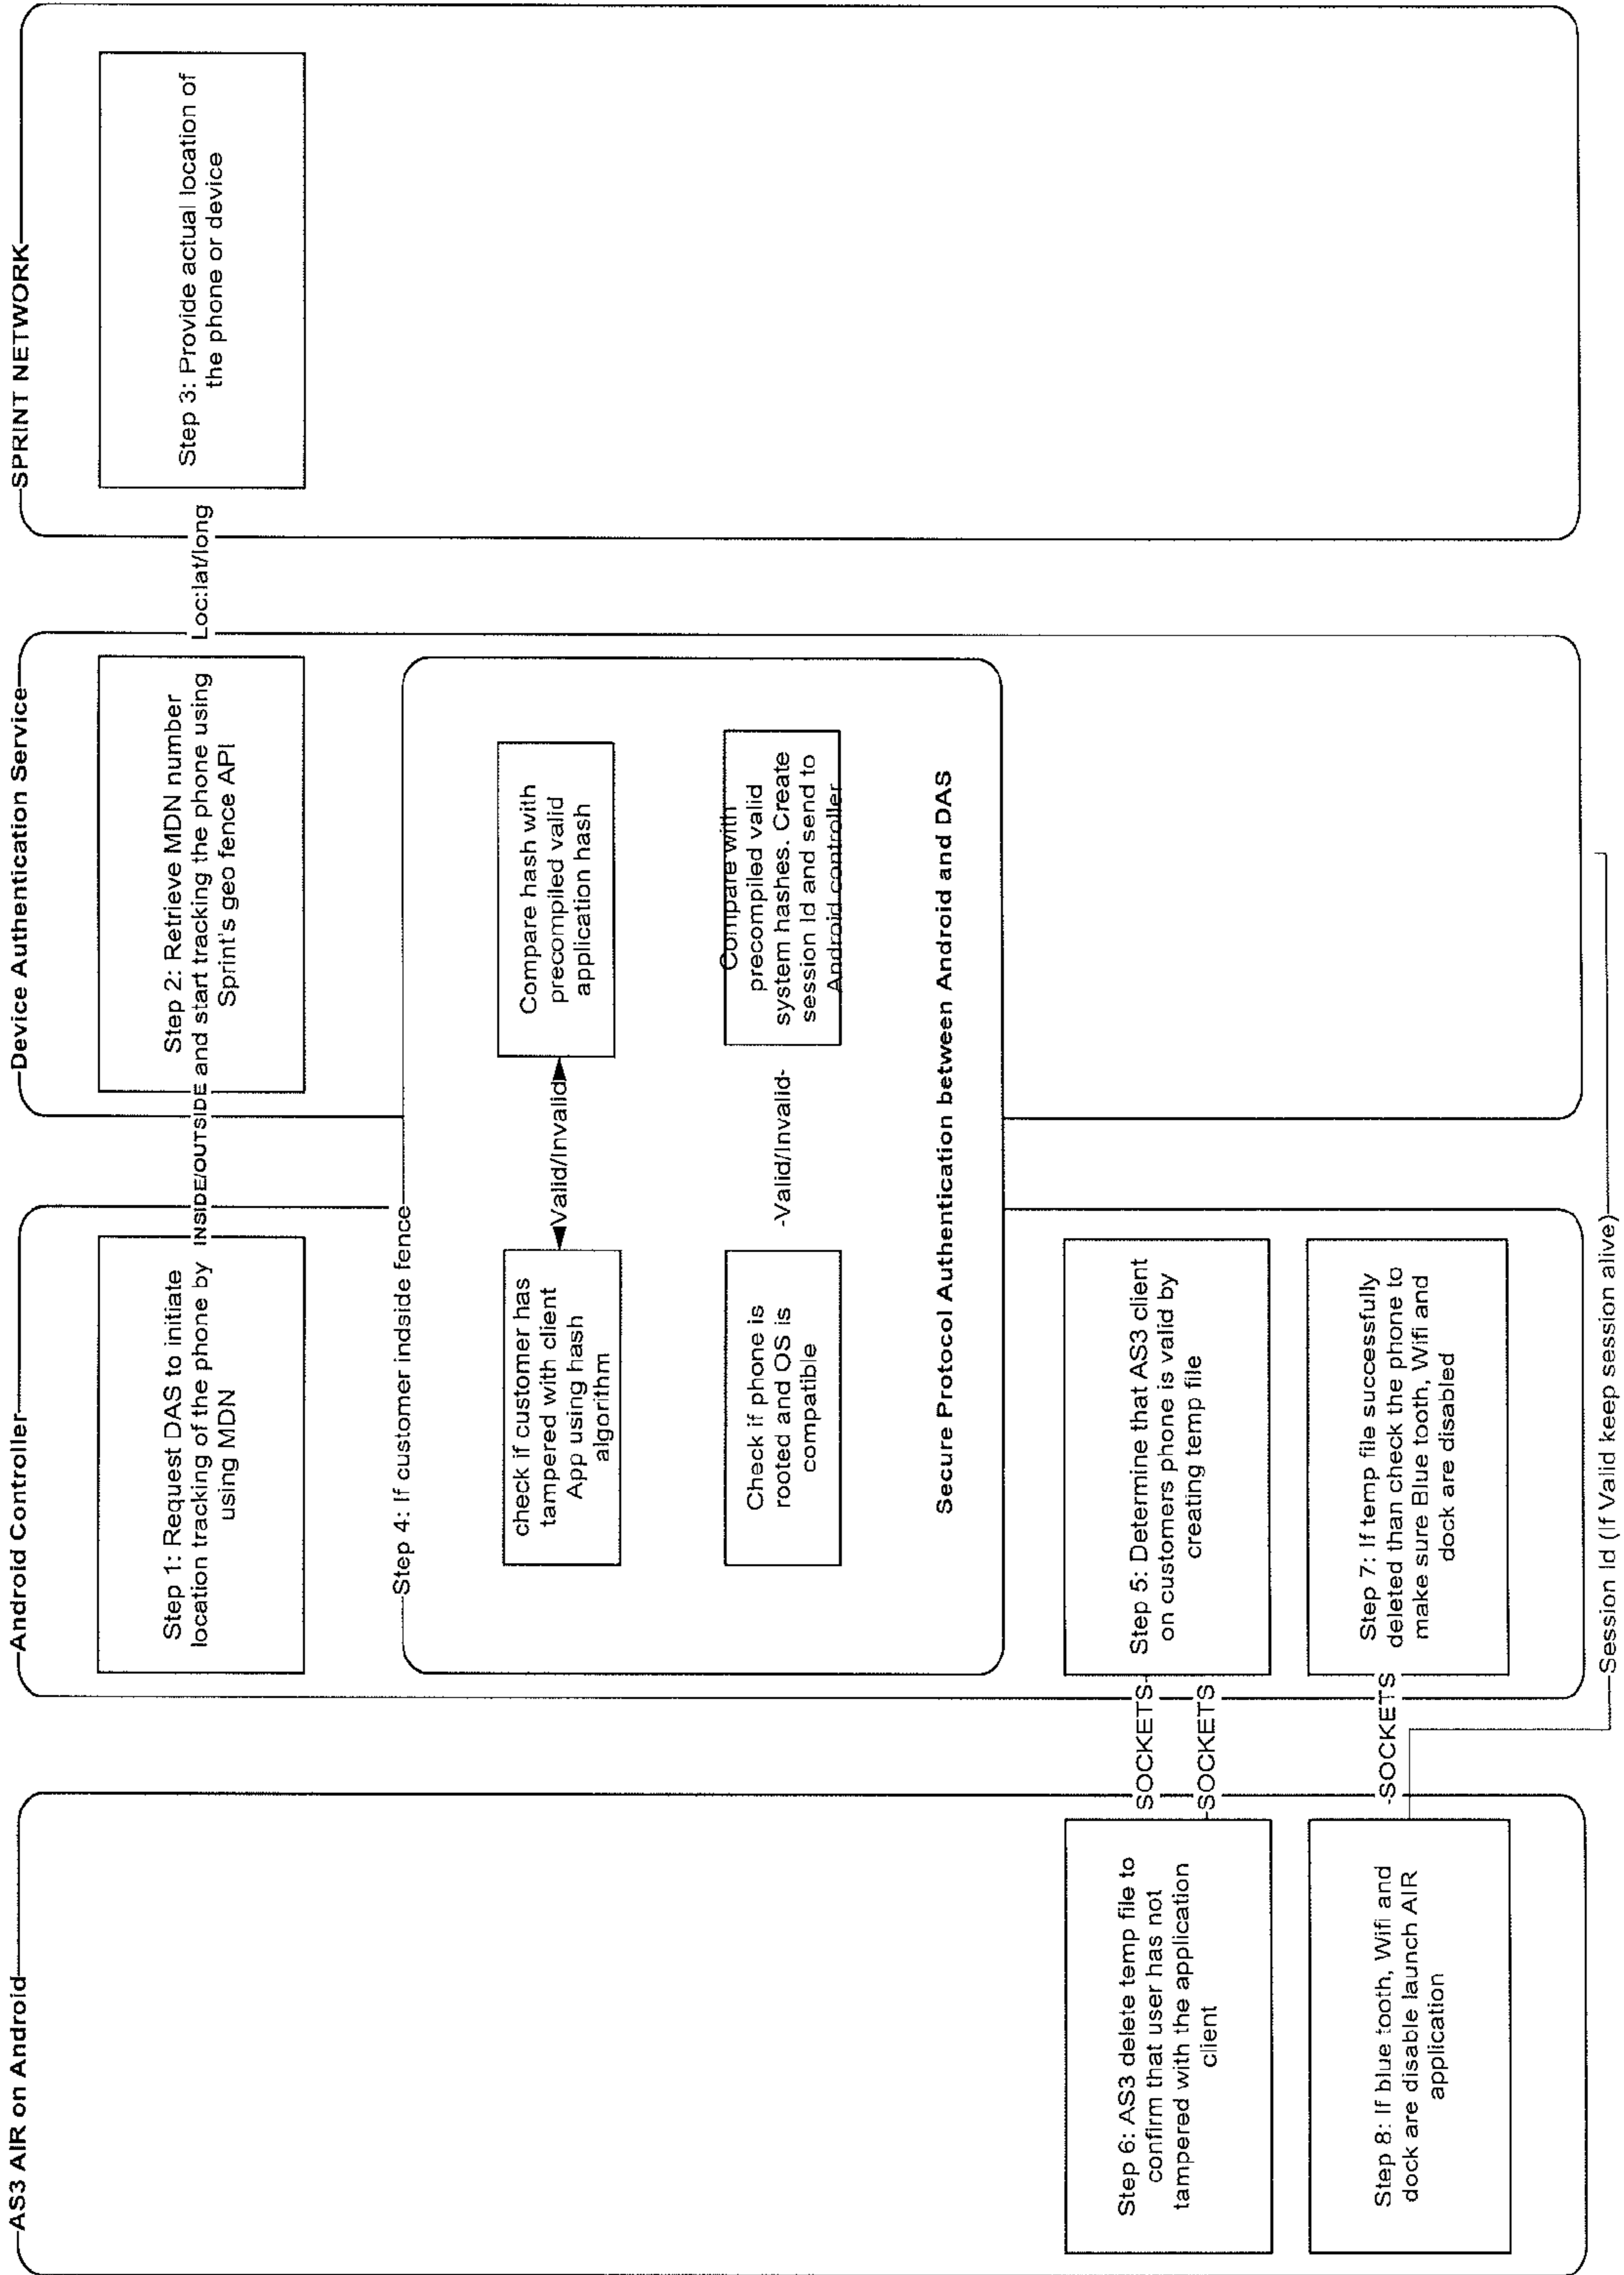 AS3 AIR on Android
Android Controller
Device Authentication Service
SPRINT NETWORK
Step 1: Request DAS to initiate
location tracking of the phone by
using MDN
INSIDE/OUTSIDE
Step 2: Retrieve MDN number
and start tracking the phone using
Sprint's geo fence API
Loc:lat/long
Step 3: Provide actual location of
the phone or device
Step 4: If customer indside fence
check if customer has
tampered with client
App using hash
algorithm
Valid/Invalid
Compare hash with
precompiled valid
application hash
Check if phone is
rooted and OS is
compatible
-Valid/Invalid-
Compare with
precompiled valid
system hashes. Create
session Id and send to
Android controller
Secure Protocol Authentication between Android and DAS
Step 6: AS3 delete temp file to
confirm that user has not
tampered with the application
client
SOCKETS
SOCKETS
Step 5: Determine that AS3 client
on customers phone is valid by
creating temp file
Step 8: If blue tooth, Wifi and
dock are disable launch AIR
application
-SOCKETS
Step 7: If temp file successfully
deleted than check the phone to
make sure Blue tooth, Wifi and
dock are disabled
Session Id (If Valid keep session alive)